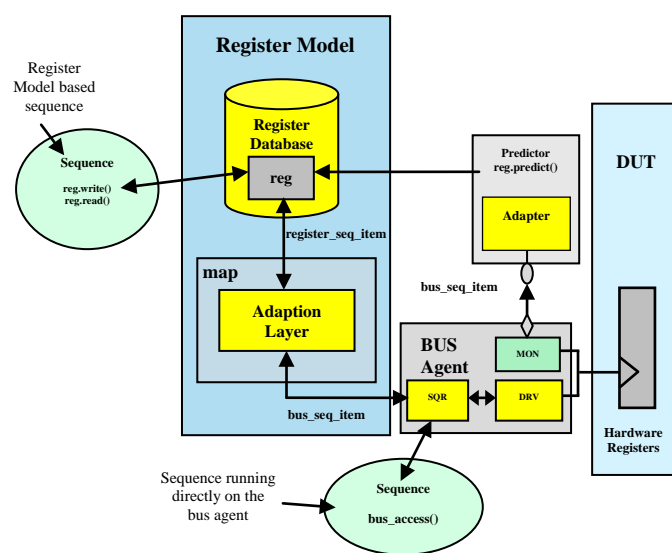 Register Model
Register
Model based
sequence
Sequence
reg.write()
reg.read()
Register
Database
reg
register_seq_item
map
Adaption
Layer
bus_seq_item
Predictor
reg.predict()
Adapter
bus_seq_item
BUS
Agent
MON
SQR
DRV
DUT
Hardware
Registers
Sequence running
directly on the
bus agent
Sequence
bus_access()